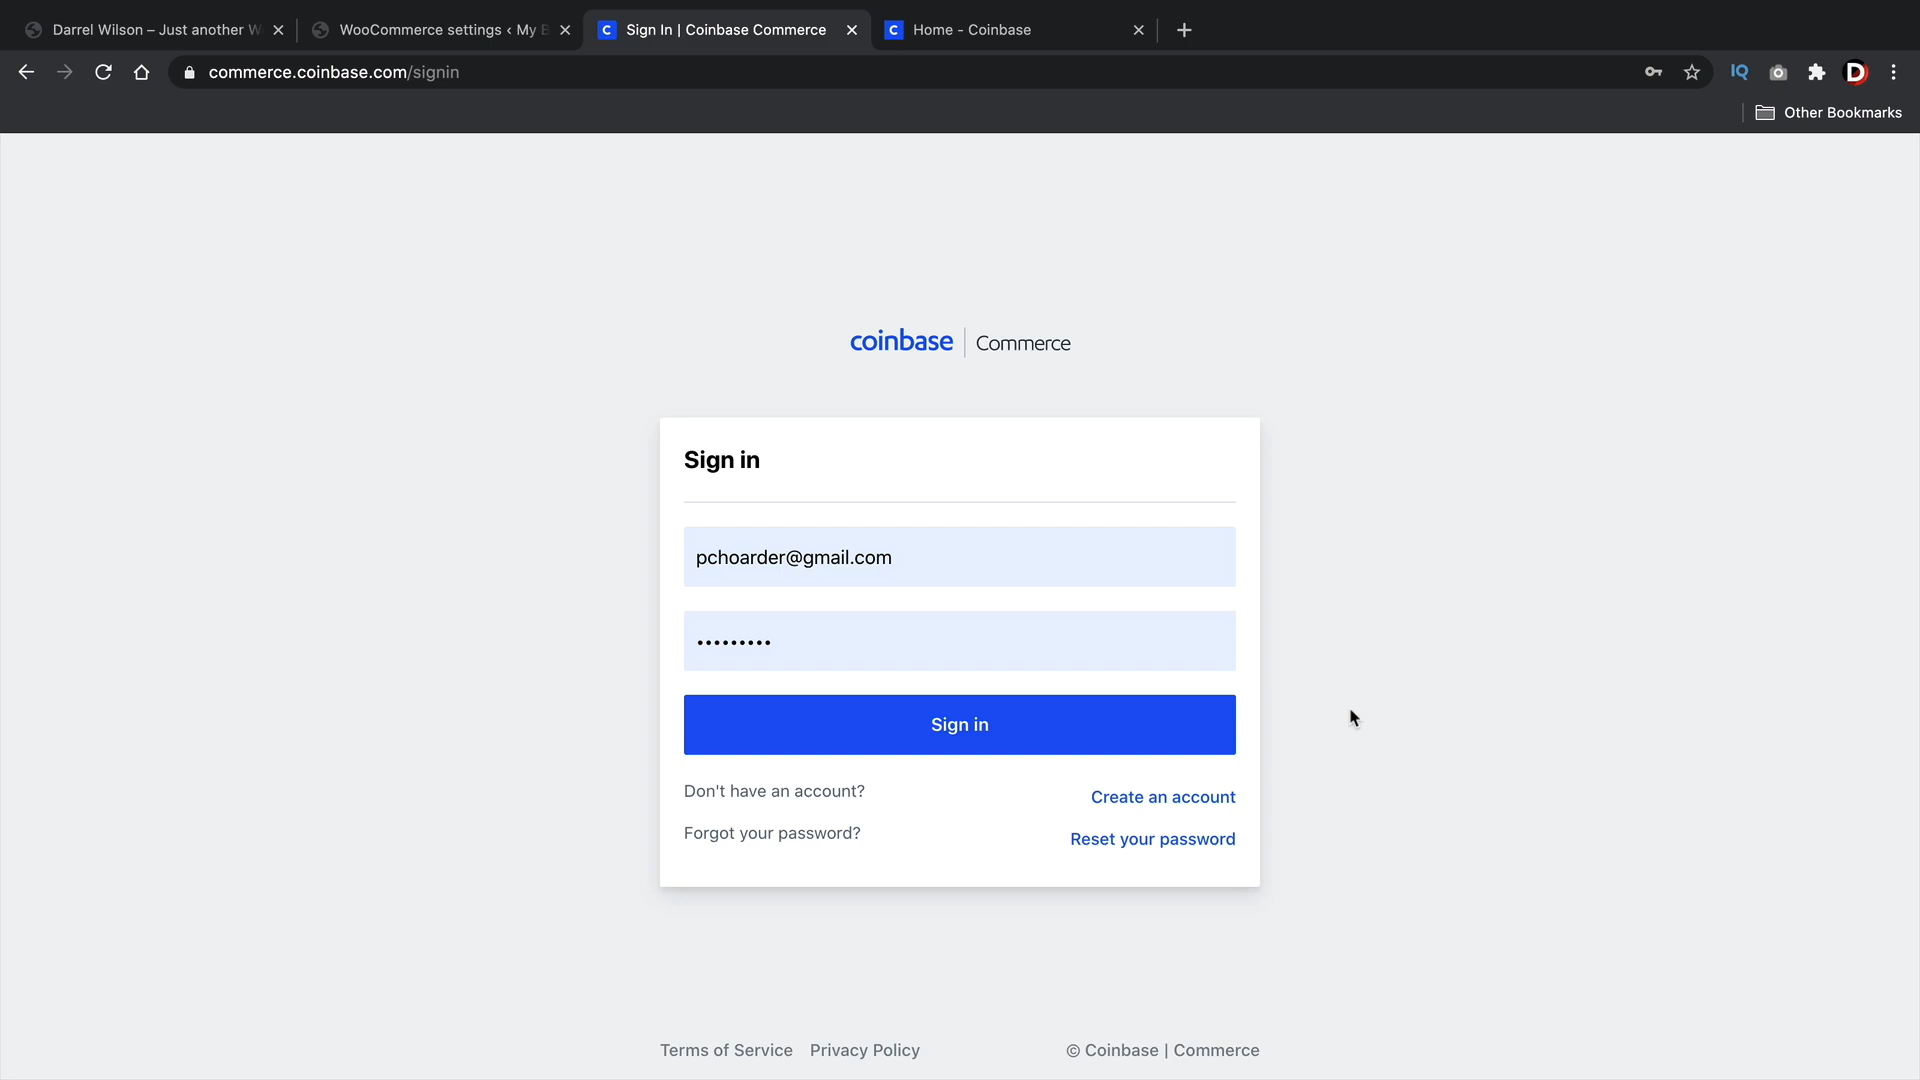 Darrel Wilson – Just another W
WooCommerce settings ‹ My B
C Sign In | Coinbase Commerce
C Home - Coinbase
commerce.coinbase.com/signin
IQ
D
Other Bookmarks
coinbase | Commerce
Sign in
pchoarder@gmail.com
•••••••••
Sign in
Don't have an account?
Create an account
Forgot your password?
Reset your password
Terms of Service Privacy Policy © Coinbase | Commerce